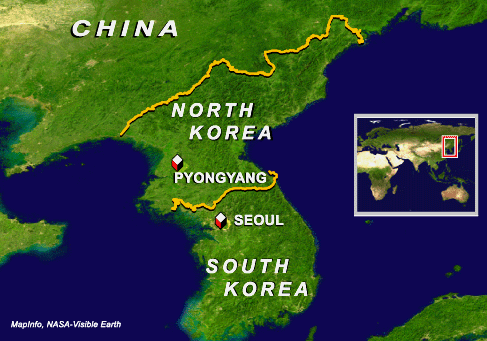 CHINA
NORTH
KOREA
PYONGYANG
SEOUL
SOUTH
KOREA
MapInfo, NASA-Visible Earth